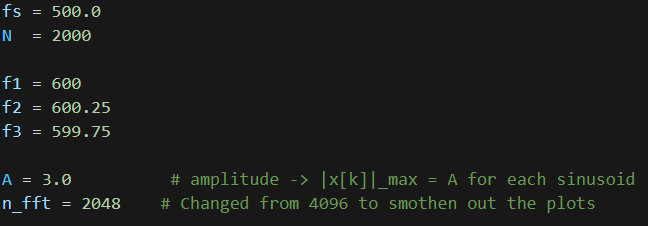 fs = 500.0
N = 2000
f1 = 600
f2 = 600.25
f3 = 599.75
A = 3.0 # amplitude -> |x[k]|_max = A for each sinusoid
n_fft = 2048 # Changed from 4096 to smothen out the plots